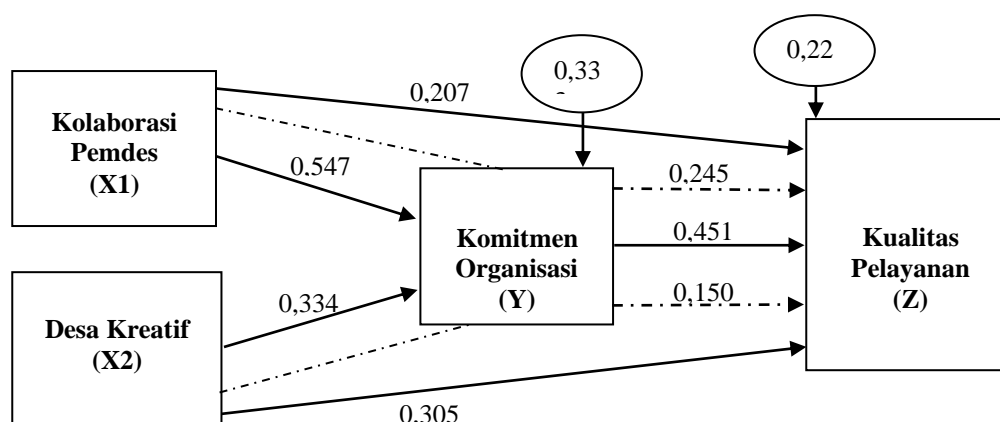 0,33
0,22
0,207
Kolaborasi
Pemdes
(X1)
0,547
0,245
Komitmen
Organisasi
(Y)
0,451
Kualitas
Pelayanan
(Z)
0,334
0,150
Desa Kreatif
(X2)
0,305